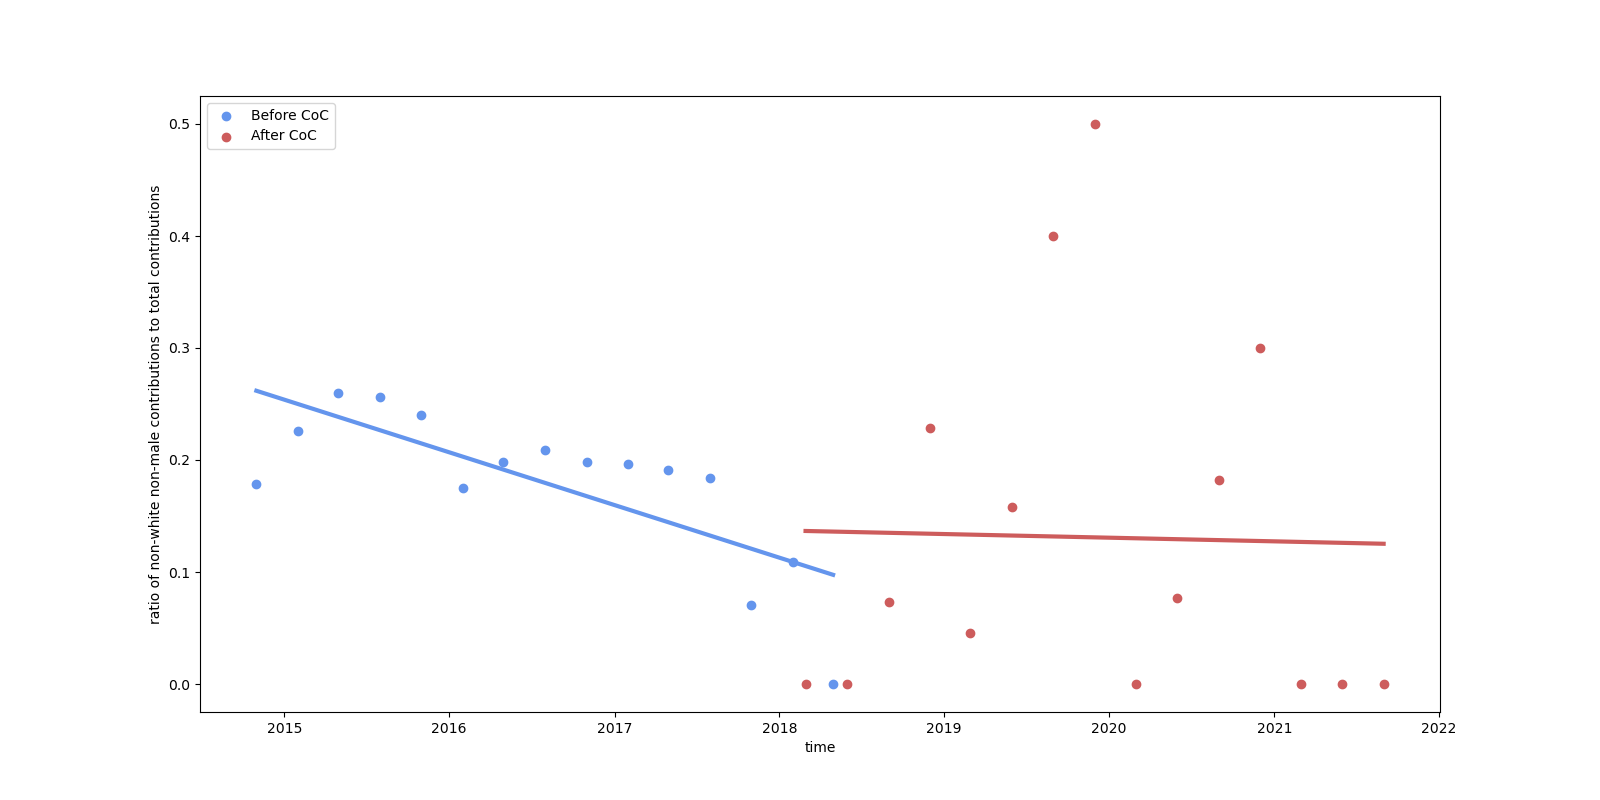 Before CoC
After CoC
ratio of non-white non-male contributions to total contributions
0.5
0.4
0.3
0.2
0.1
0.0
2015 2016 2017 2018 2019 2020 2021 2022
time